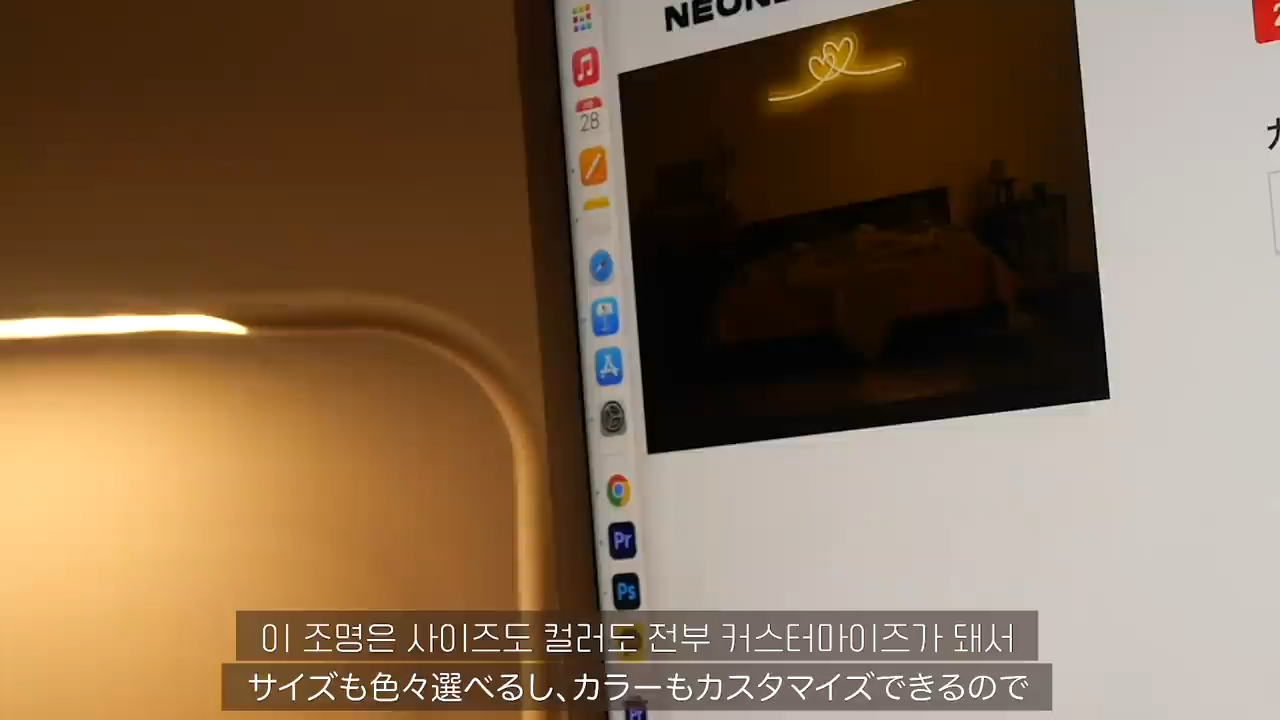 28
Pr
Ps
이 조명은 사이즈도 컬러도 전부 커스터마이즈가 돼서
サイズも色々選べるし、カラーもカスタマイズできるので
Pr